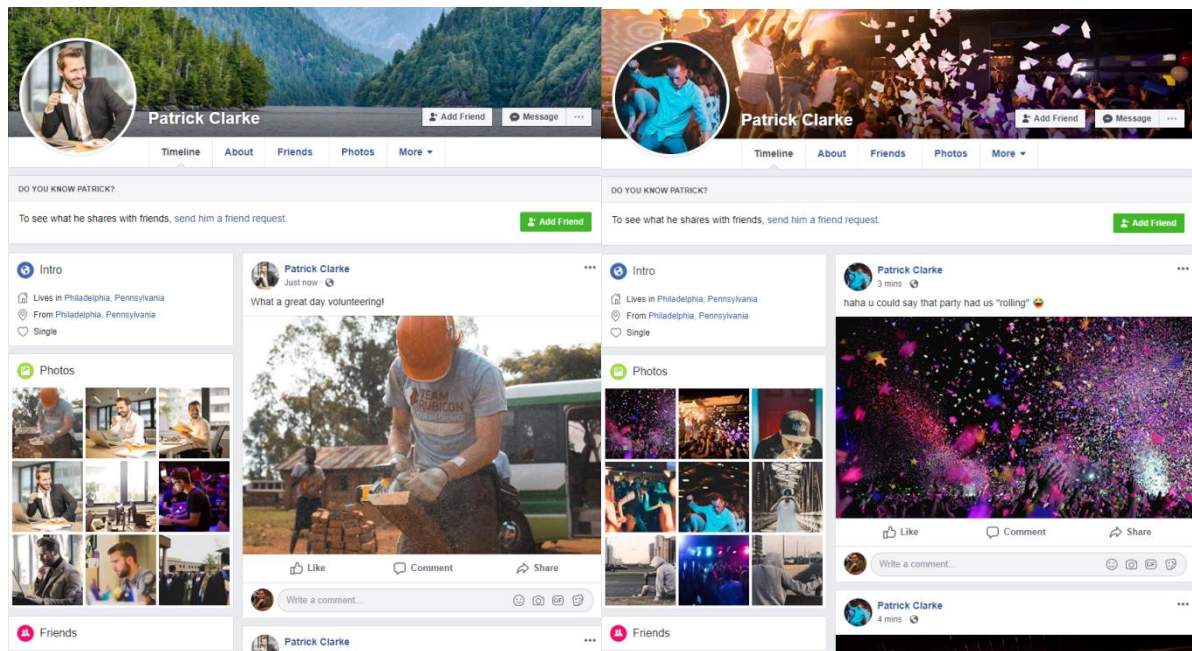 Patrick Clarke
Add Friend
Message
Timeline
About
Friends
Photos
More
DO YOU KNOW PATRICK?
To see what he shares with friends, send him a friend request.
Add Friend
Intro
Lives in Philadelphia, Pennsylvania
From Philadelphia, Pennsylvania
Single
Photos
Friends
Patrick Clarke
Just now
What a great day volunteering!
TEAM
RUBICON
Like
Comment
Share
Write a comment...
GIF
Patrick Clarke
Patrick Clarke
Add Friend
Message
Timeline
About
Friends
Photos
More
DO YOU KNOW PATRICK?
To see what he shares with friends, send him a friend request.
Add Friend
Intro
Lives in Philadelphia, Pennsylvania
From Philadelphia, Pennsylvania
Single
Photos
Friends
Patrick Clarke
3 mins
haha u could say that party had us "rolling" 😂
Like
Comment
Share
Write a comment...
GIF
Patrick Clarke
4 mins